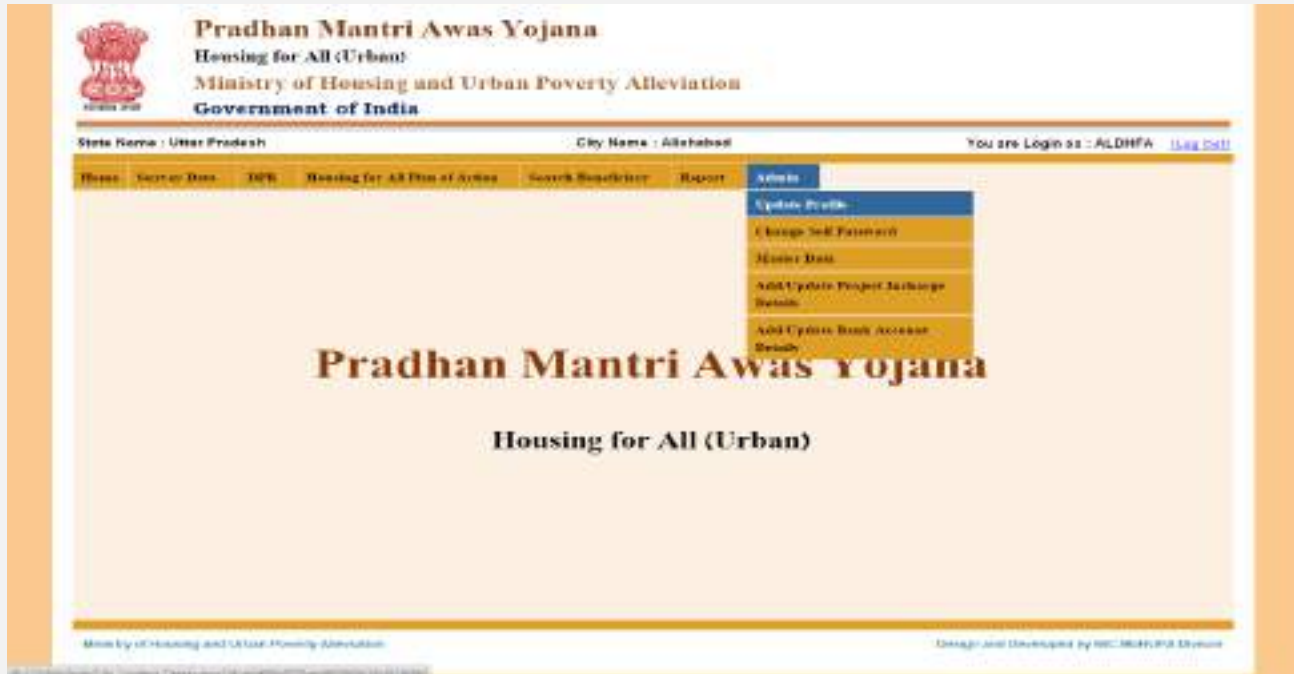 Pradhan Mantri Awas Yojana
Housing for All (Urban)
Ministry of Housing and Urban Poverty Alleviation
Government of India
State Name : Uttar Pradesh City Name : Allahabad You are Login as : ALDHFA (Log Out)
Home Survey Data DPR Housing for All Plan of Action Search Beneficiary Report Admin
Update Profile
Change Self Password
Master Data
Add/Update Project Incharge
Details
Add/Update Bank Account
Details
Pradhan Mantri Awas Yojana
Housing for All (Urban)
Ministry of Housing and Urban Poverty Alleviation Design and Developed by NIC, MoHUPA Division